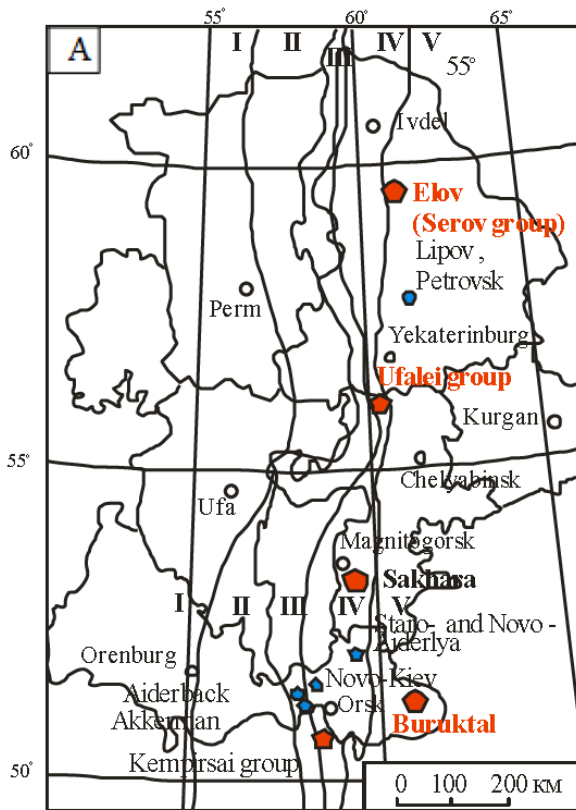 55° 60° 65°
A
I II III IV V
55°
Ivdel
60°
Elov
(Serov group)
Lipov ,
Petrovsk
Perm
Yekaterinburg
Ufalei group
Kurgan
55°
Chelyabinsk
Ufa
Magnitogorsk
Sakhara
I II III IV V
Staro- and Novo -
Aiderlya
Orenburg
Novo-Kiev
Aiderback
Orsk
Akkerman
Buruktal
Kempirsai group
50°
0 100 200 км